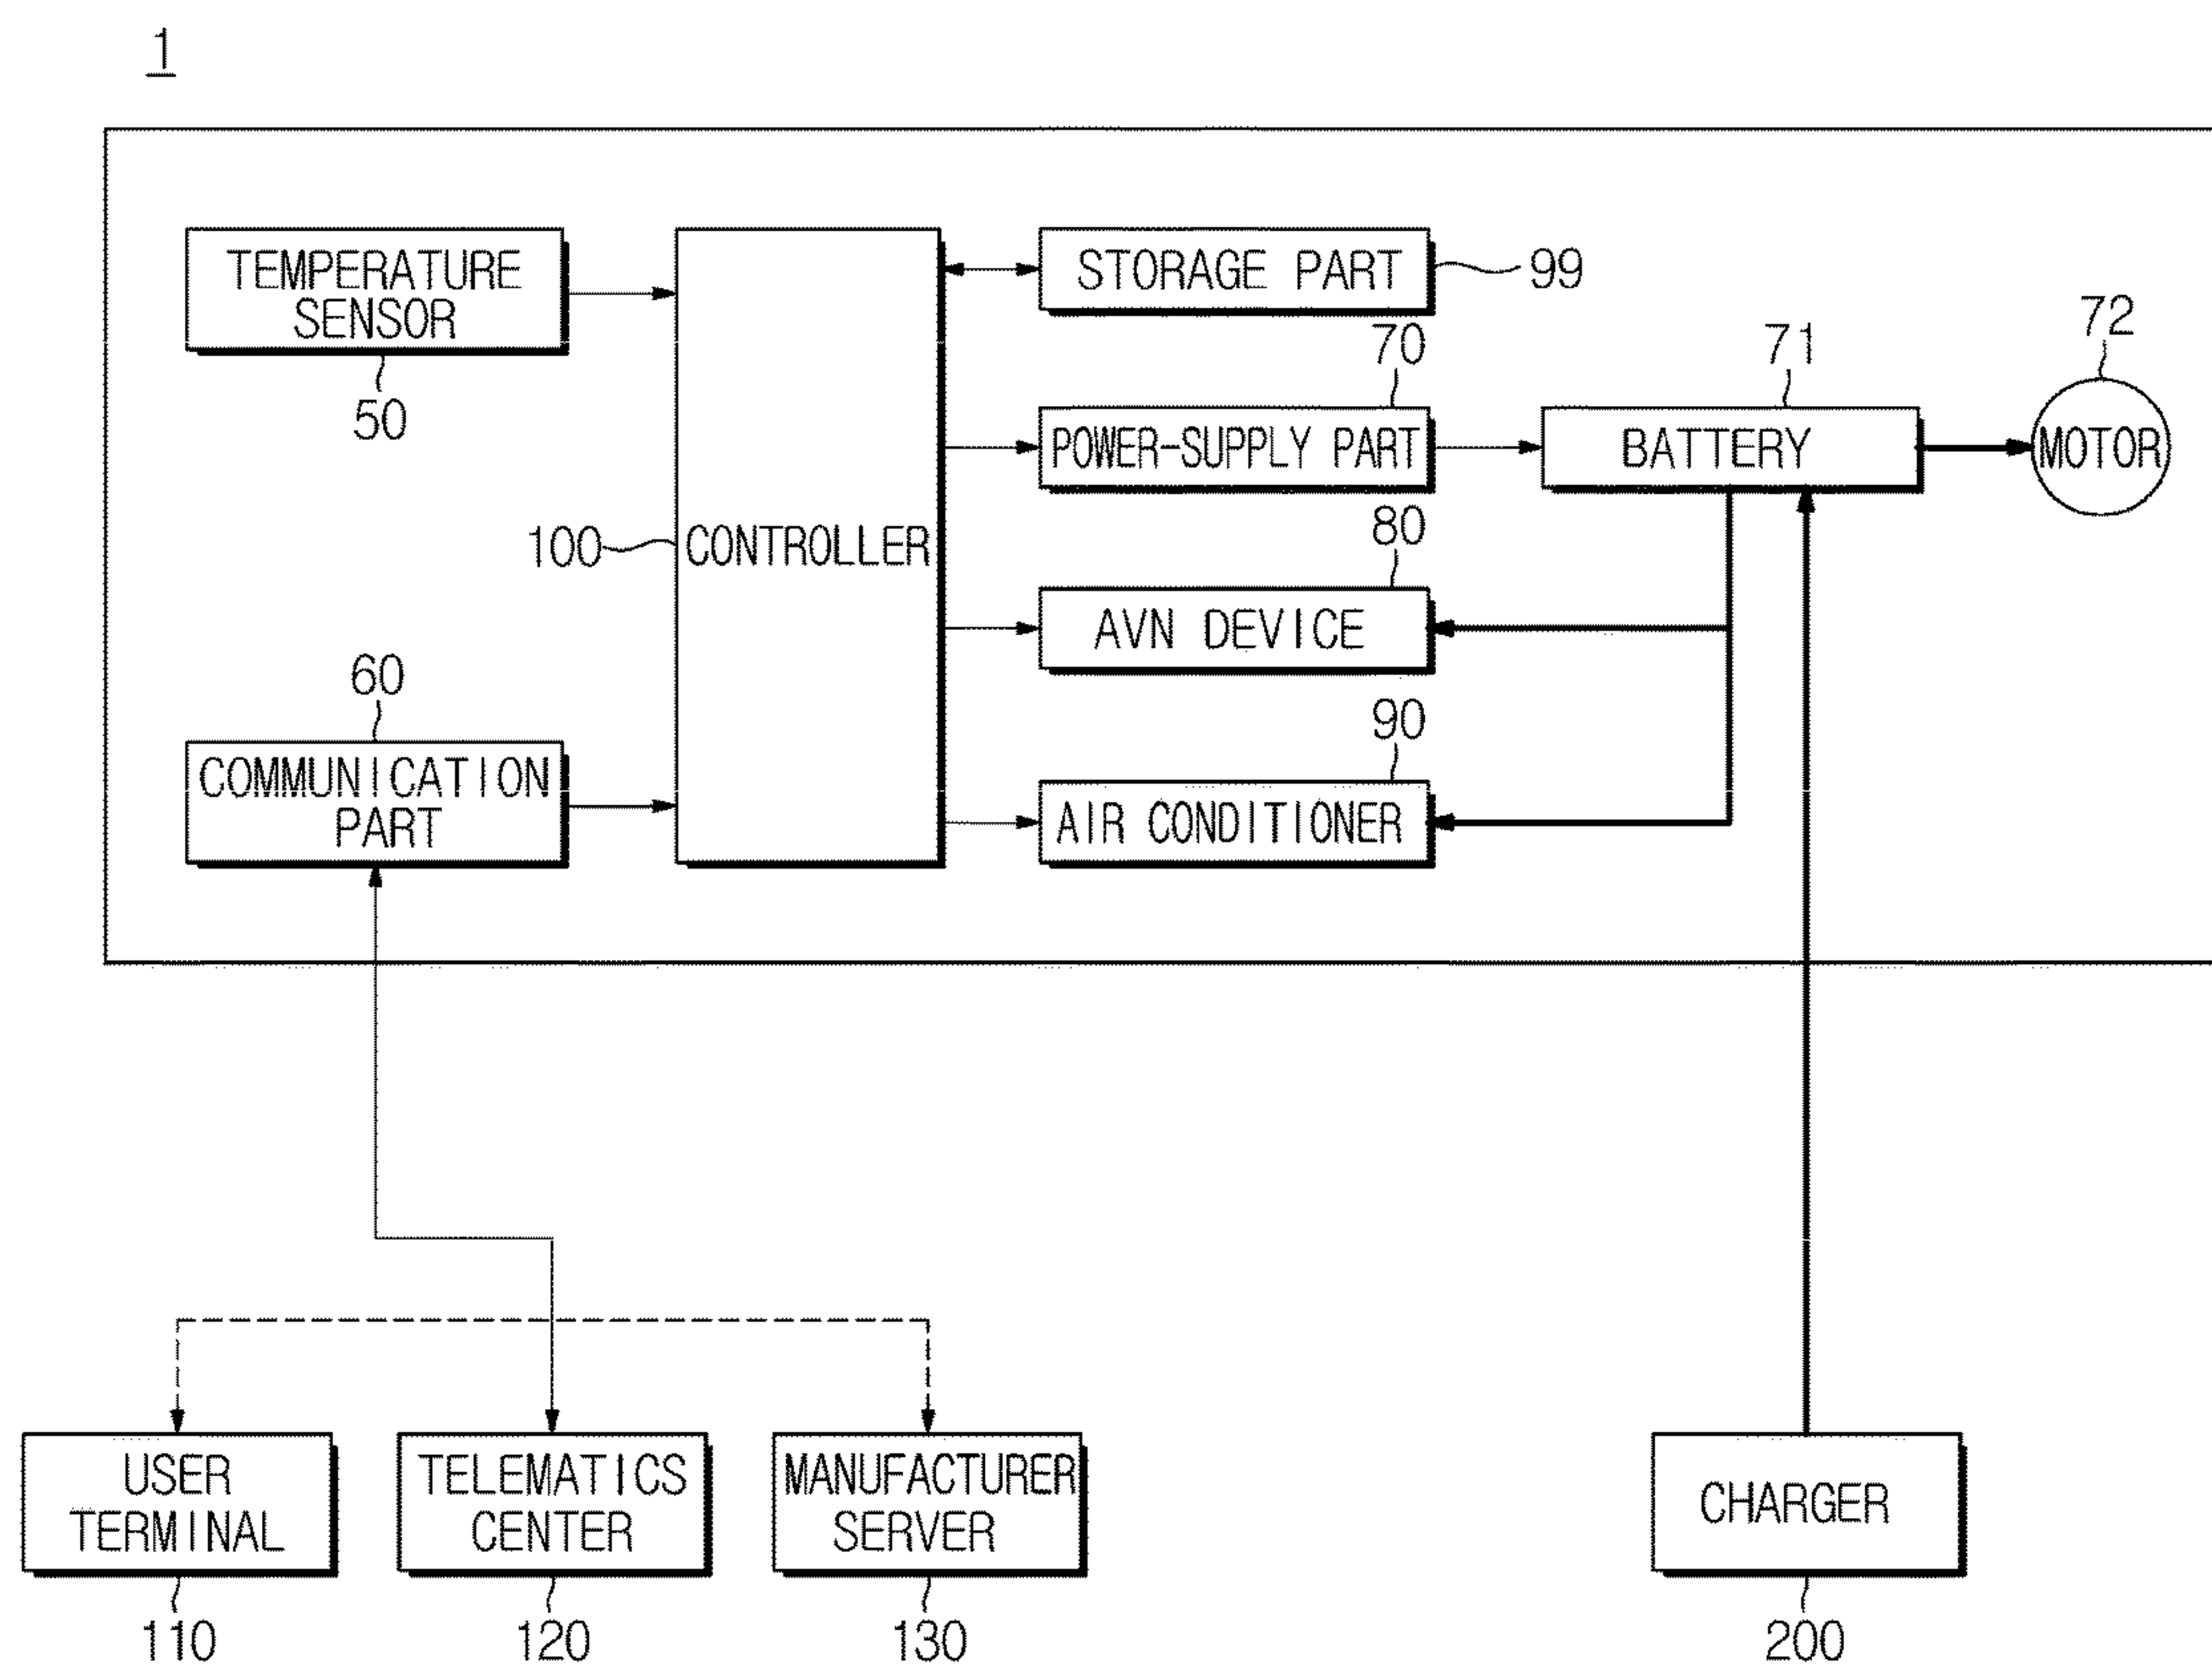 1
TEMPERATURE
SENSOR
50
60
COMMUNICATION
PART
100
CONTROLLER
STORAGE PART
99
70
POWER-SUPPLY PART
71
BATTERY
72
MOTOR
80
AVN DEVICE
90
AIR CONDITIONER
USER
TERMINAL
110
TELEMATICS
CENTER
120
MANUFACTURER
SERVER
130
CHARGER
200